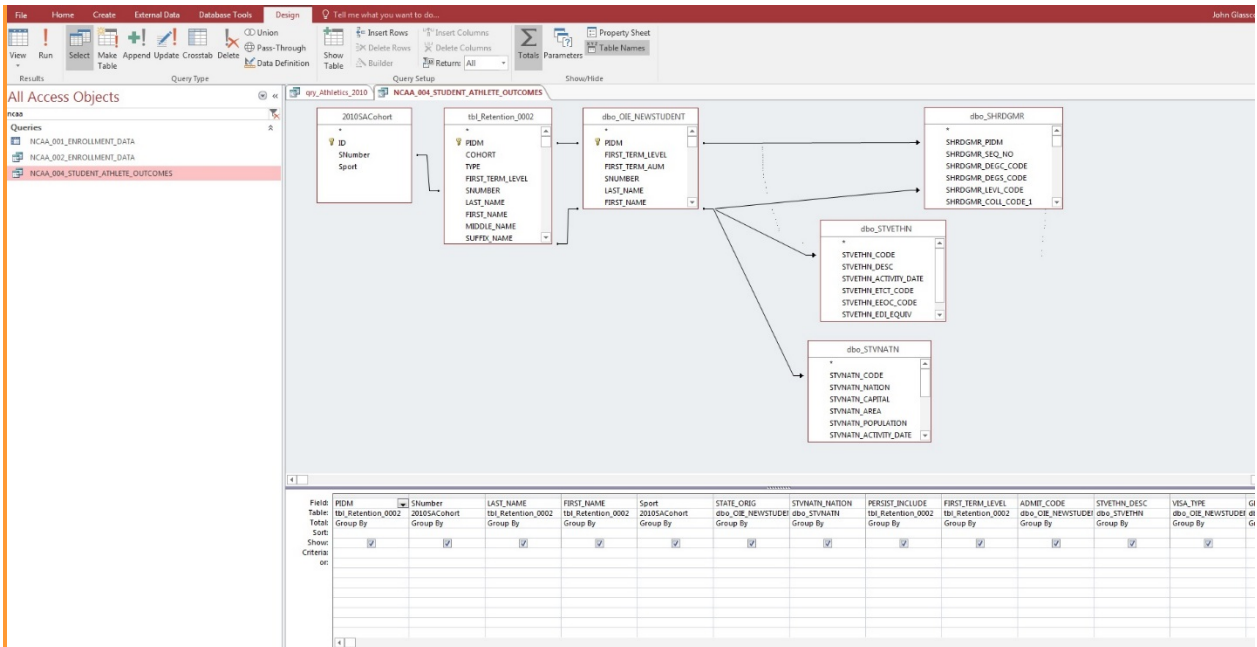 File Home Create External Data Database Tools Design Tell me what you want to do... John Glassco
View Run Select Make Table Append Update Crosstab Delete Union Pass-Through Data Definition Show Table Insert Rows Delete Rows Builder Insert Columns Delete Columns Return: All Totals Parameters Property Sheet Table Names
Results Query Type Query Setup Show/Hide
All Access Objects
ncaa
Queries
NCAA_001_ENROLLMENT_DATA
NCAA_002_ENROLLMENT_DATA
NCAA_004_STUDENT_ATHLETE_OUTCOMES
qry_Athletics_2010 NCAA_004_STUDENT_ATHLETE_OUTCOMES
2010SACohort
*
ID
SNumber
Sport
tbl_Retention_0002
*
PIDM
COHORT
TYPE
FIRST_TERM_LEVEL
SNUMBER
LAST_NAME
FIRST_NAME
MIDDLE_NAME
SUFFIX_NAME
dbo_OIE_NEWSTUDENT
*
PIDM
FIRST_TERM_LEVEL
FIRST_TERM_AUM
SNUMBER
LAST_NAME
FIRST_NAME
dbo_SHRDGMR
*
SHRDGMR_PIDM
SHRDGMR_SEQ_NO
SHRDGMR_DEGC_CODE
SHRDGMR_DEGS_CODE
SHRDGMR_LEVL_CODE
SHRDGMR_COLL_CODE_1
dbo_STVETHN
*
STVETHN_CODE
STVETHN_DESC
STVETHN_ACTIVITY_DATE
STVETHN_ETCT_CODE
STVETHN_EEOC_CODE
STVETHN_EDI_EQUIV
dbo_STVNATN
*
STVNATN_CODE
STVNATN_NATION
STVNATN_CAPITAL
STVNATN_AREA
STVNATN_POPULATION
STVNATN_ACTIVITY_DATE
Field: PIDM SNumber LAST_NAME FIRST_NAME Sport STATE_ORIG STVNATN_NATION PERSIST_INCLUDE FIRST_TERM_LEVEL ADMIT_CODE STVETHN_DESC VISA_TYPE
Table: tbl_Retention_0002 2010SACohort tbl_Retention_0002 tbl_Retention_0002 2010SACohort dbo_OIE_NEWSTUDEI dbo_STVNATN tbl_Retention_0002 tbl_Retention_0002 dbo_OIE_NEWSTUDEI dbo_STVETHN dbo_OIE_NEWSTUDEI
Total: Group By Group By Group By Group By Group By Group By Group By Group By Group By Group By Group By Group By
Sort:
Show:
Criteria:
or: